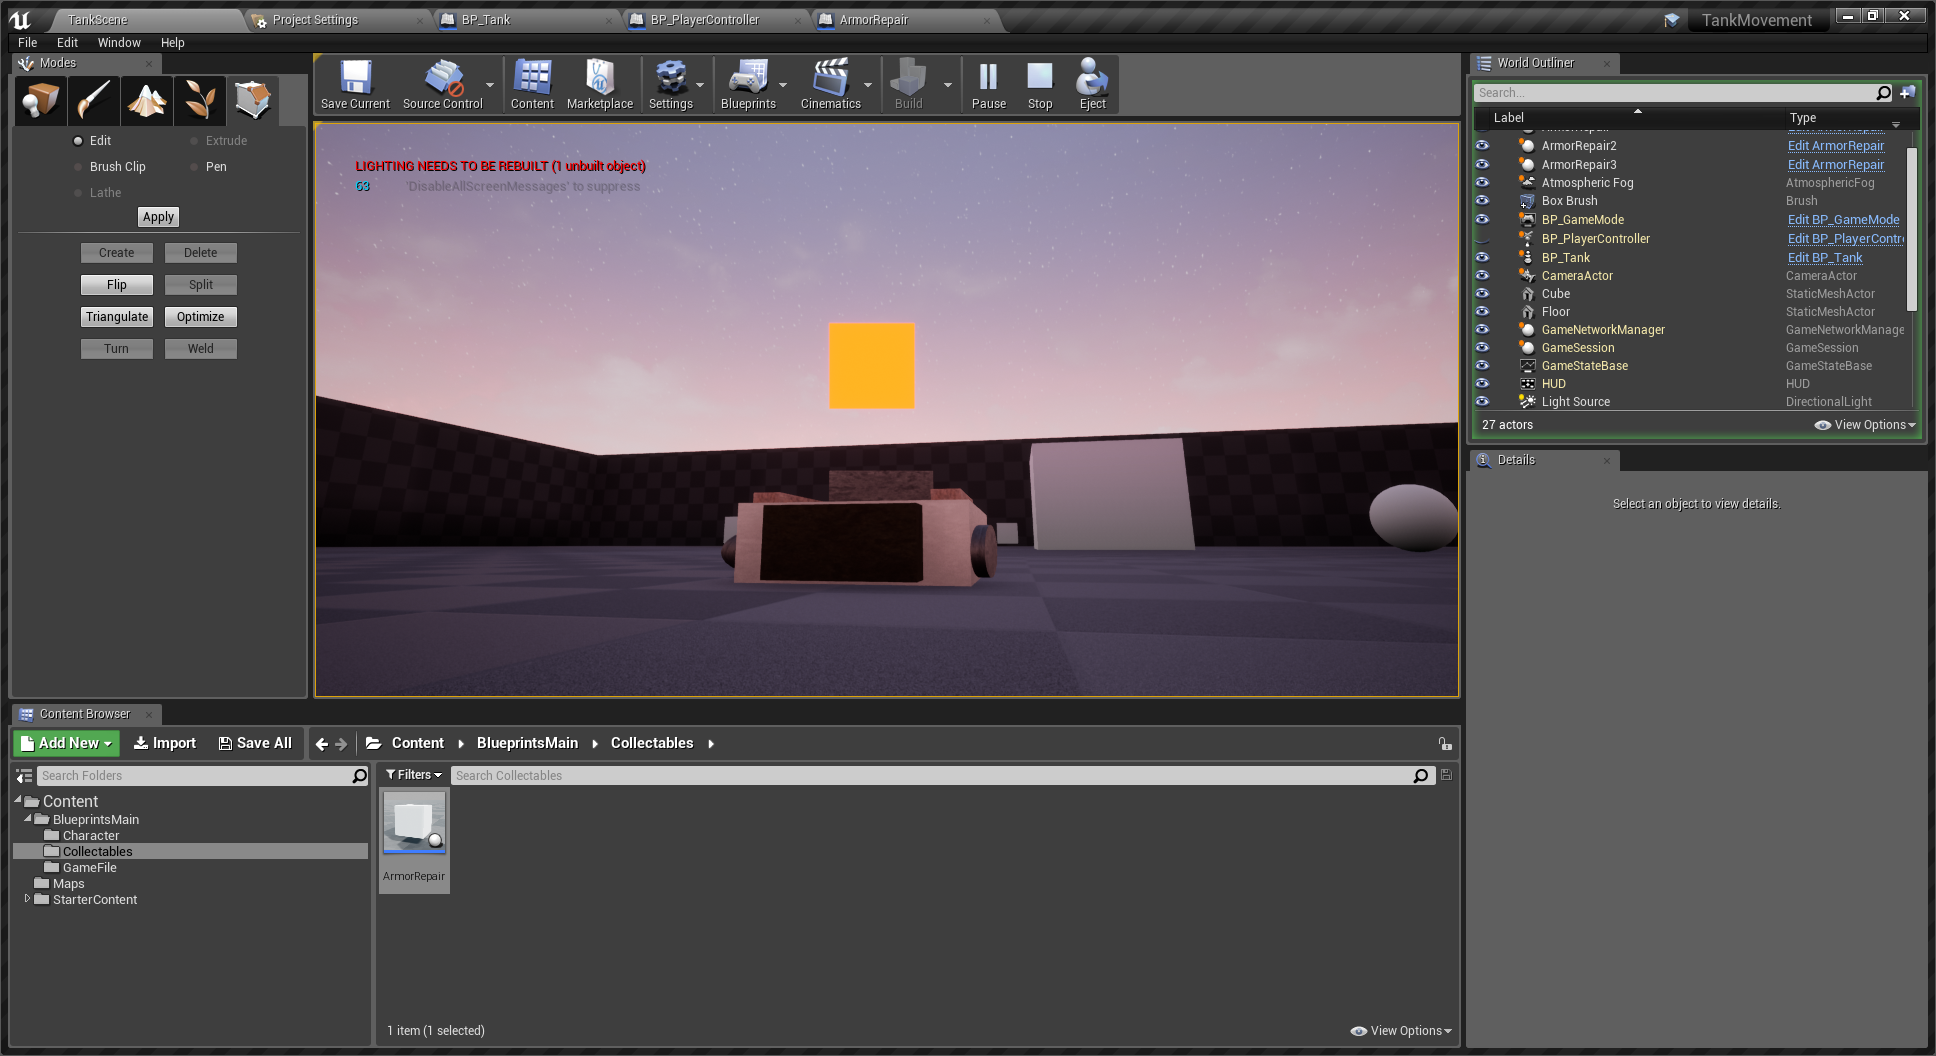 TankScene
Project Settings
BP_Tank
BP_PlayerController
ArmorRepair
TankMovement
File
Edit
Window
Help
Modes
Edit
Extrude
Brush Clip
Pen
Lathe
Apply
Create
Delete
Flip
Split
Triangulate
Optimize
Turn
Weld
Save Current
Source Control
Content
Marketplace
Settings
Blueprints
Cinematics
Build
Pause
Stop
Eject
LIGHTING NEEDS TO BE REBUILT (1 unbuilt object)
63 'DisableAllScreenMessages' to suppress
World Outliner
Search...
Label
Type
ArmorRepair Edit ArmorRepair
ArmorRepair2 Edit ArmorRepair
ArmorRepair3 Edit ArmorRepair
Atmospheric Fog AtmosphericFog
Box Brush Brush
BP_GameMode Edit BP_GameMode
BP_PlayerController Edit BP_PlayerContr
BP_Tank Edit BP_Tank
CameraActor CameraActor
Cube StaticMeshActor
Floor StaticMeshActor
GameNetworkManager GameNetworkManage
GameSession GameSession
GameStateBase GameStateBase
HUD HUD
Light Source DirectionalLight
27 actors
View Options
Details
Select an object to view details.
Content Browser
Add New
Import
Save All
Content
BlueprintsMain
Collectables
Search Folders
Filters
Search Collectables
Content
BlueprintsMain
Character
Collectables
GameFile
Maps
StarterContent
ArmorRepair
1 item (1 selected)
View Options